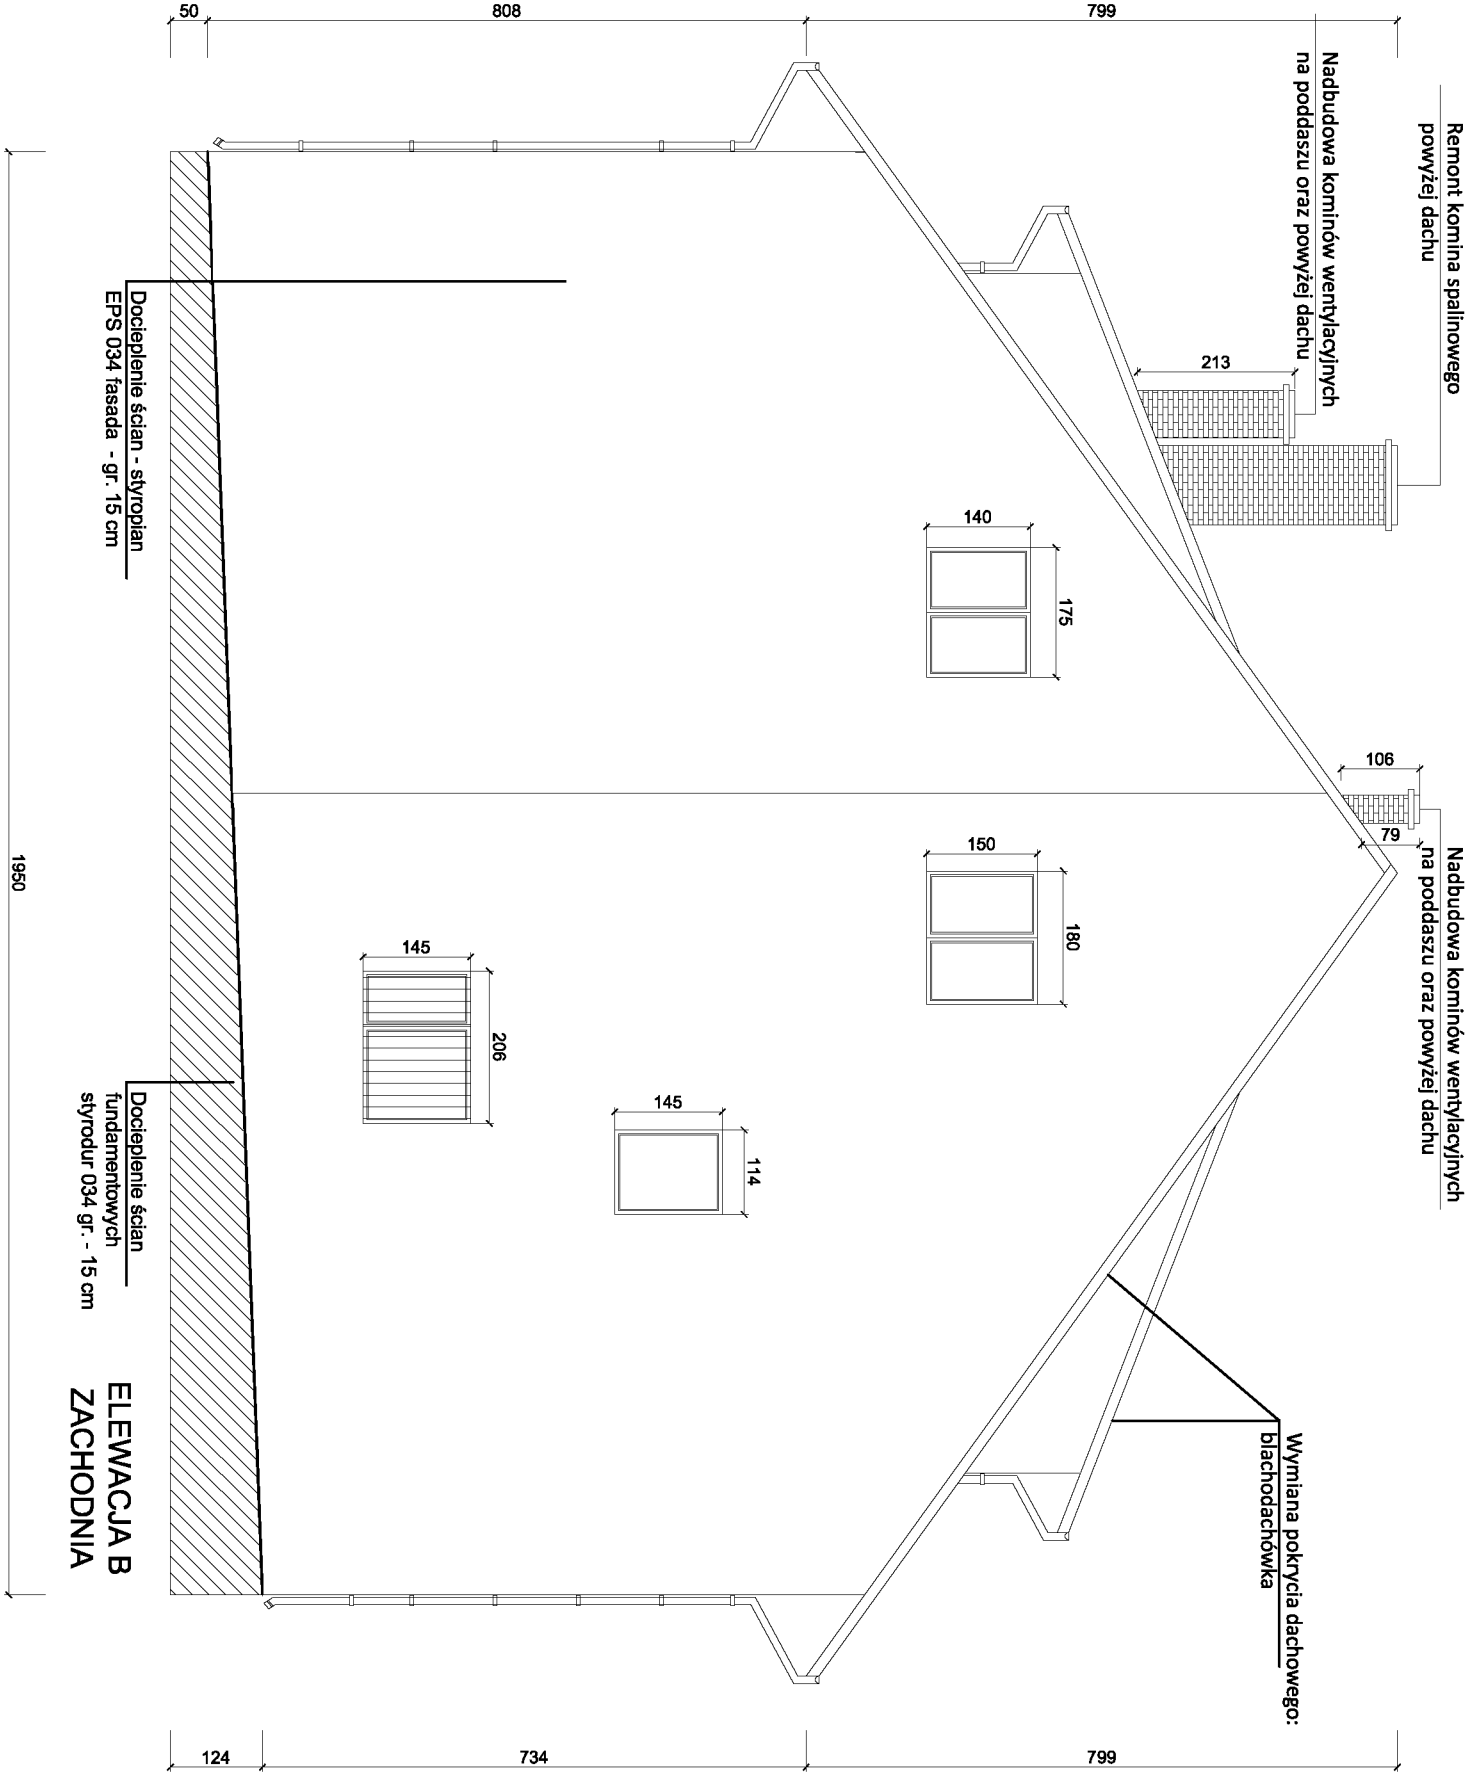 Remont komina spalinowego
powyżej dachu
Nadbudowa kominów wentylacyjnych
na poddaszu oraz powyżej dachu
Nadbudowa kominów wentylacyjnych
na poddaszu oraz powyżej dachu
Wymiana pokrycia dachowego:
blachodachówka
799
808
50
213
106
79
140
175
150
180
145
206
145
114
799
734
124
Docieplenie ścian - styropian
EPS 034 fasada - gr. 15 cm
Docieplenie ścian
fundamentowych
styrodur 034 gr. - 15 cm
1950
ELEWACJA B
ZACHODNIA